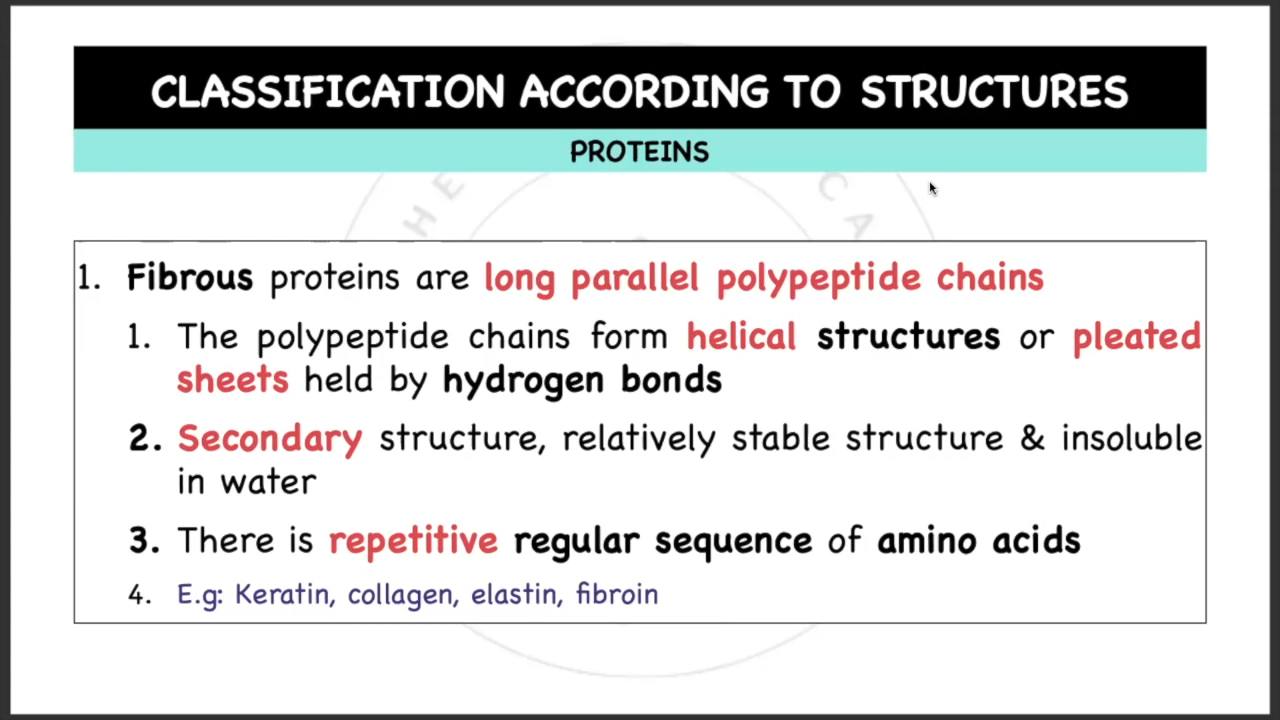 CLASSIFICATION ACCORDING TO STRUCTURES
PROTEINS
HE CA
1. Fibrous proteins are long parallel polypeptide chains
1. The polypeptide chains form helical structures or pleated
sheets held by hydrogen bonds
2. Secondary structure, relatively stable structure & insoluble
in water
3. There is repetitive regular sequence of amino acids
4. E.g: Keratin, collagen, elastin, fibroin